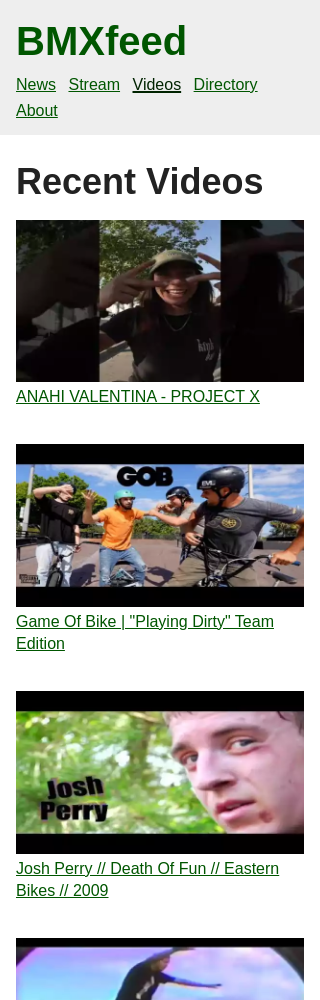 BMXfeed
News Stream Videos Directory
About
Recent Videos
ANAHI VALENTINA - PROJECT X
GOB
Game Of Bike | "Playing Dirty" Team
Edition
Josh
Perry
Josh Perry // Death Of Fun // Eastern
Bikes // 2009